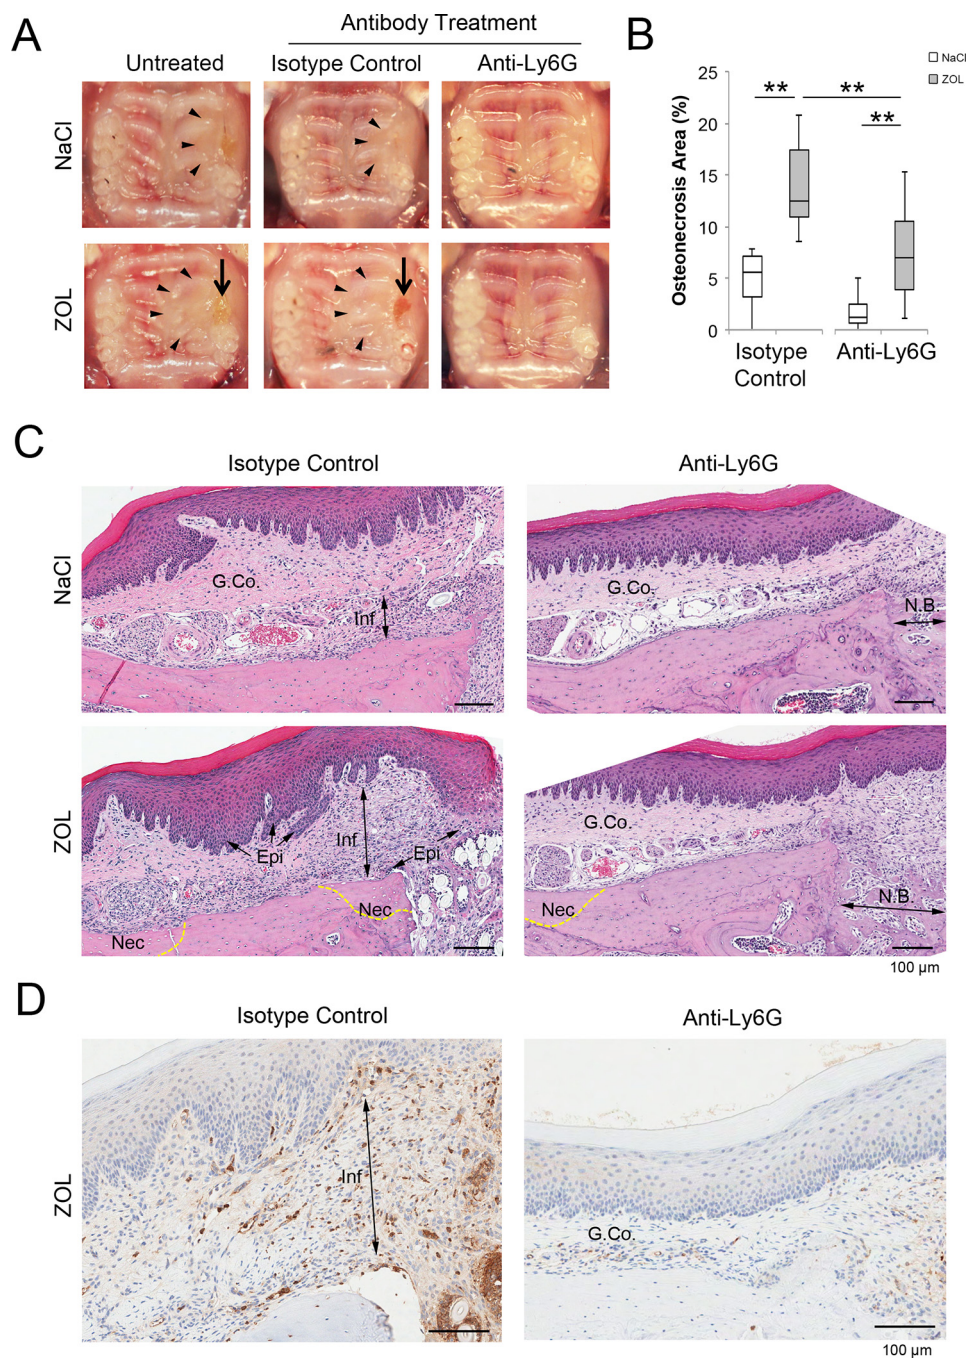 A
Antibody Treatment
Untreated
Isotype Control
Anti-Ly6G
NaCl
ZOL
B
NaCl
ZOL
Osteonecrosis Area (%)
25
20
15
10
5
0
**
**
**
Isotype
Control
Anti-Ly6G
C
Isotype Control
Anti-Ly6G
NaCl
G.Co.
Inf
G.Co.
N.B.
ZOL
Epi
Inf
Epi
Nec
Nec
G.Co.
Nec
N.B.
100 µm
D
Isotype Control
Anti-Ly6G
ZOL
Inf
G.Co.
100 µm